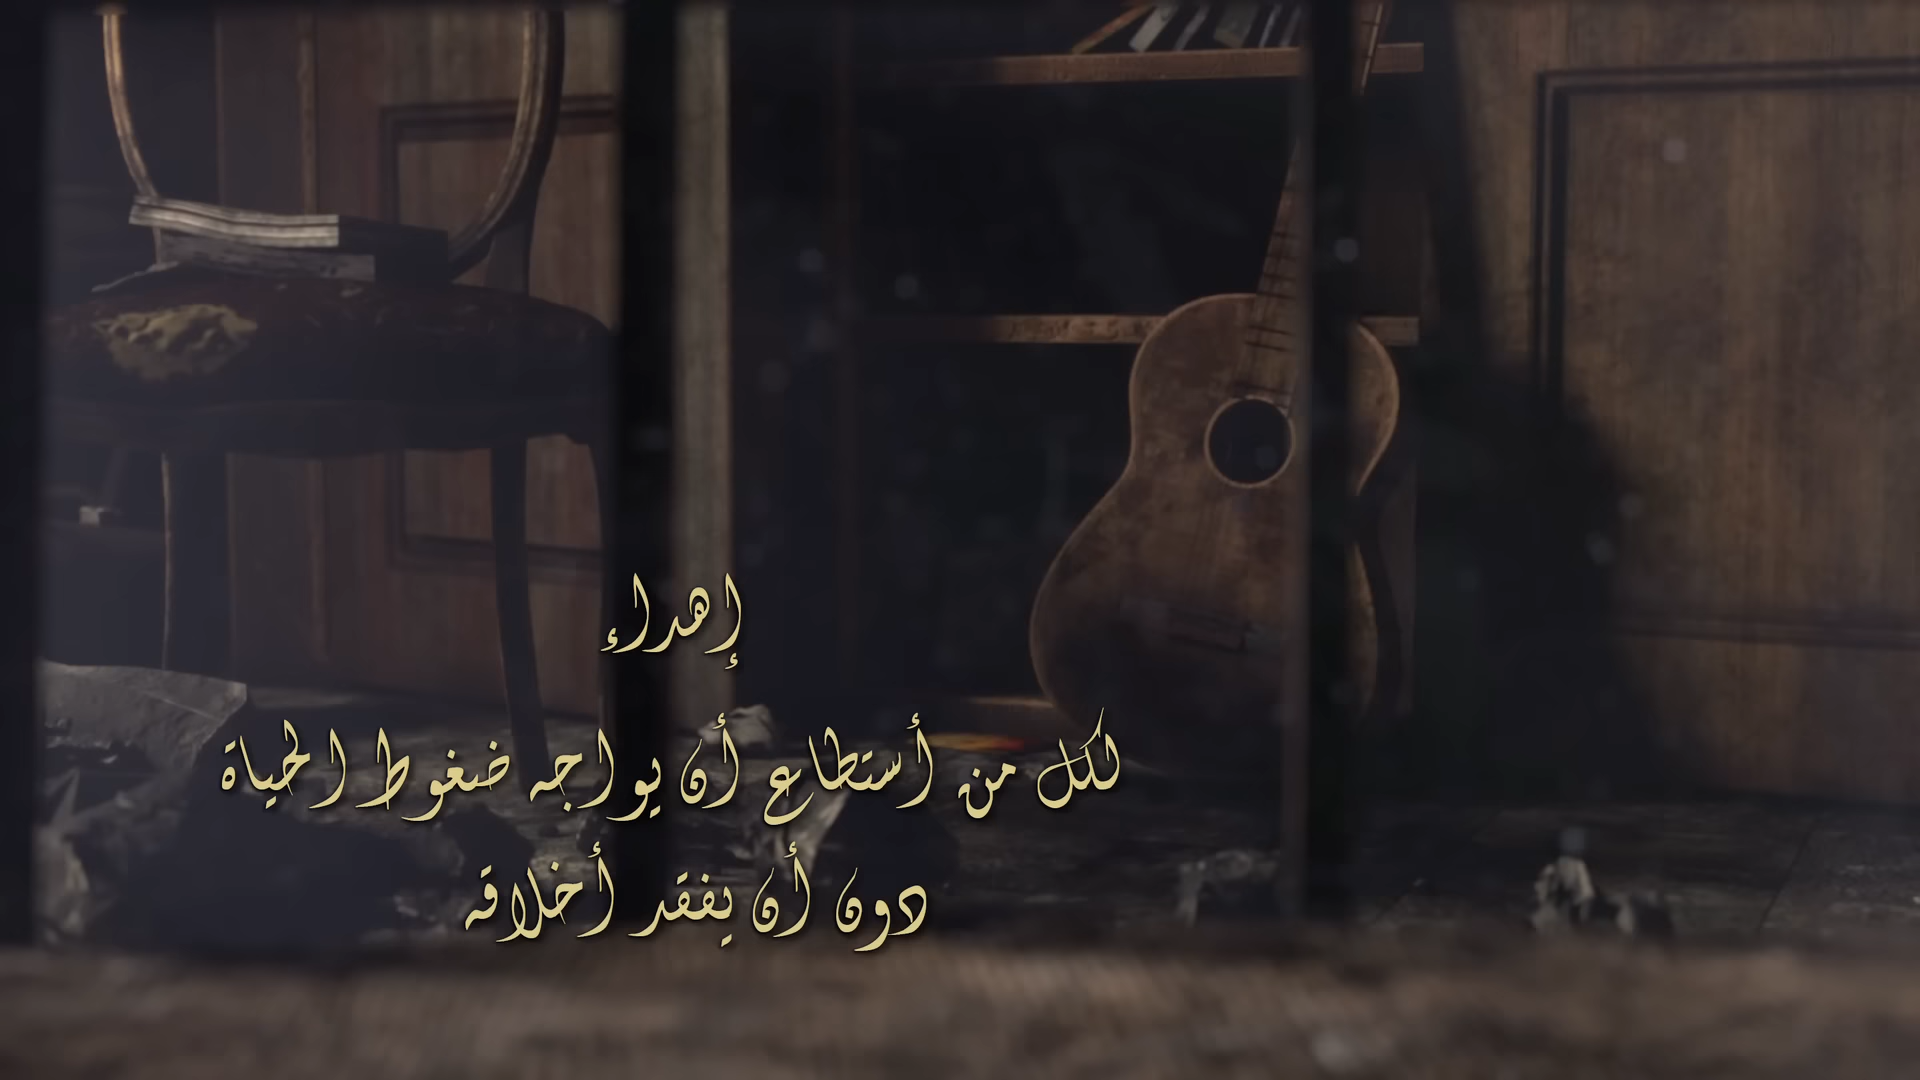 إهداء
لكل من أستطاع أن يواجه ضغوط الحياة
دون أن يفقد أخلاقه